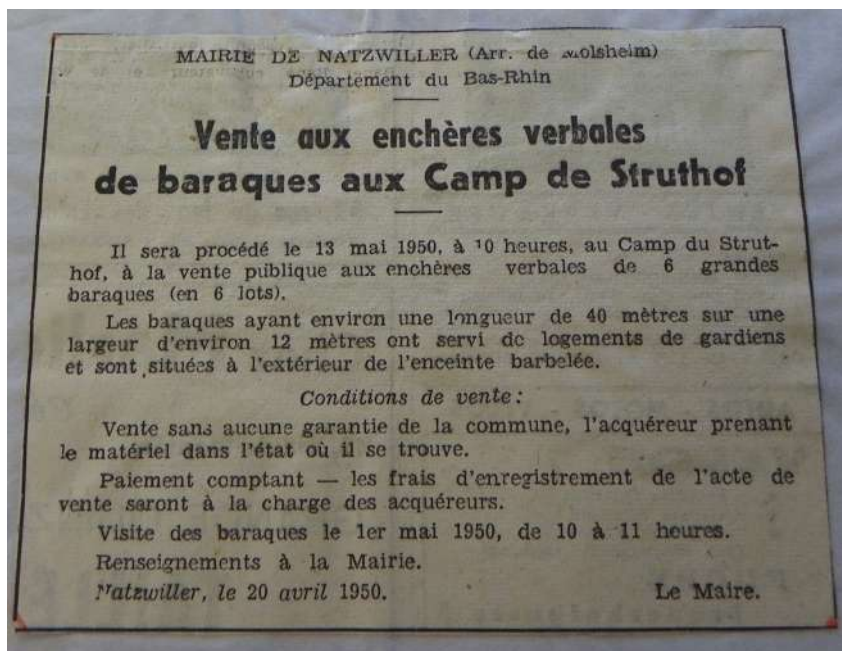 MAIRIE DE NATZWILLER (Arr. de Molsheim)
Département du Bas-Rhin
Vente aux enchères verbales
de baraques aux Camp de Struthof
Il sera procédé le 13 mai 1950, à 10 heures, au Camp du Strut-
hof, à la vente publique aux enchères verbales de 6 grandes
baraques (en 6 lots).
Les baraques ayant environ une longueur de 40 mètres sur une
largeur d'environ 12 mètres ont servi de logements de gardiens
et sont situées à l'extérieur de l'enceinte barbelée.
Conditions de vente:
Vente sans aucune garantie de la commune, l'acquéreur prenant
le matériel dans l'état où il se trouve.
Paiement comptant — les frais d'enregistrement de l'acte de
vente seront à la charge des acquéreurs.
Visite des baraques le 1er mai 1950, de 10 à 11 heures.
Renseignements à la Mairie.
Natzwiller, le 20 avril 1950. Le Maire.